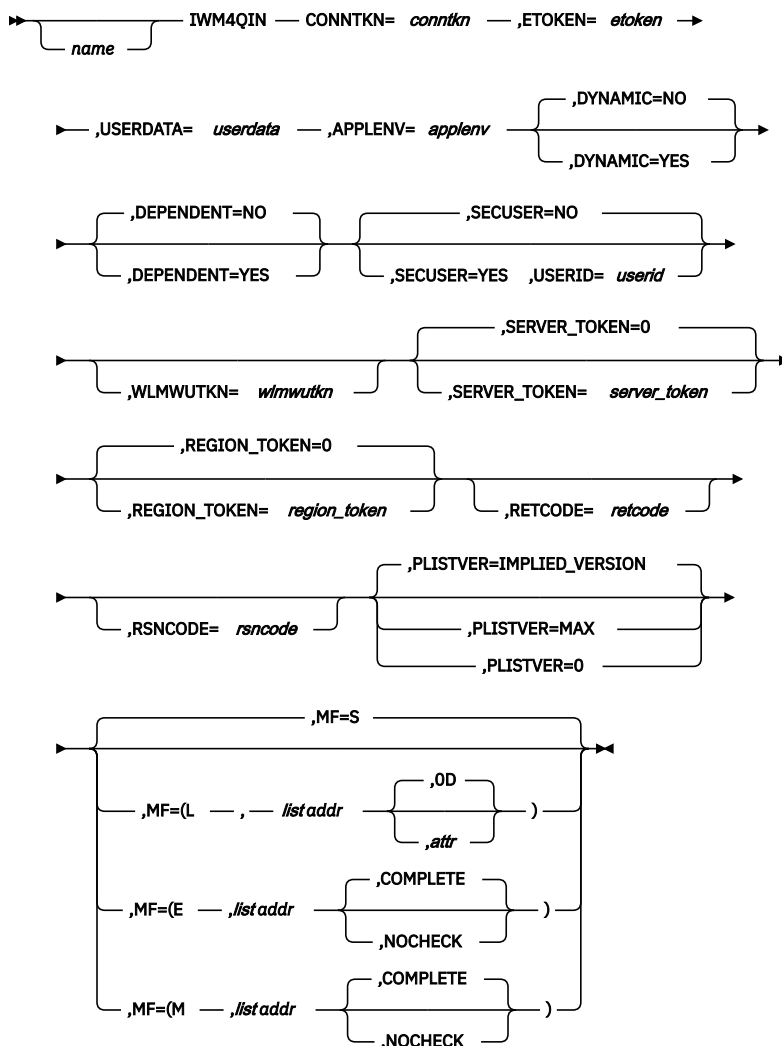 IWM4QIN CONNTKN= conntkn ,ETOKEN= etoken
name
,DYNAMIC=NO
,USERDATA= userdata ,APPLENV= applenv
,DYNAMIC=YES
,DEPENDENT=NO ,SECUSER=NO
,DEPENDENT=YES ,SECUSER=YES ,USERID= userid
,SERVER_TOKEN=0
,WLMWUTKN= wlmwutkn ,SERVER_TOKEN= server_token
,REGION_TOKEN=0
,REGION_TOKEN= region_token ,RETCODE= retcode
,PLISTVER=IMPLIED_VERSION
,RSNCODE= rsncode ,PLISTVER=MAX
,PLISTVER=0
,MF=S
,0D
,MF=(L , list addr )
,attr
,COMPLETE
,MF=(E ,list addr )
,NOCHECK
,COMPLETE
,MF=(M ,list addr )
,NOCHECK